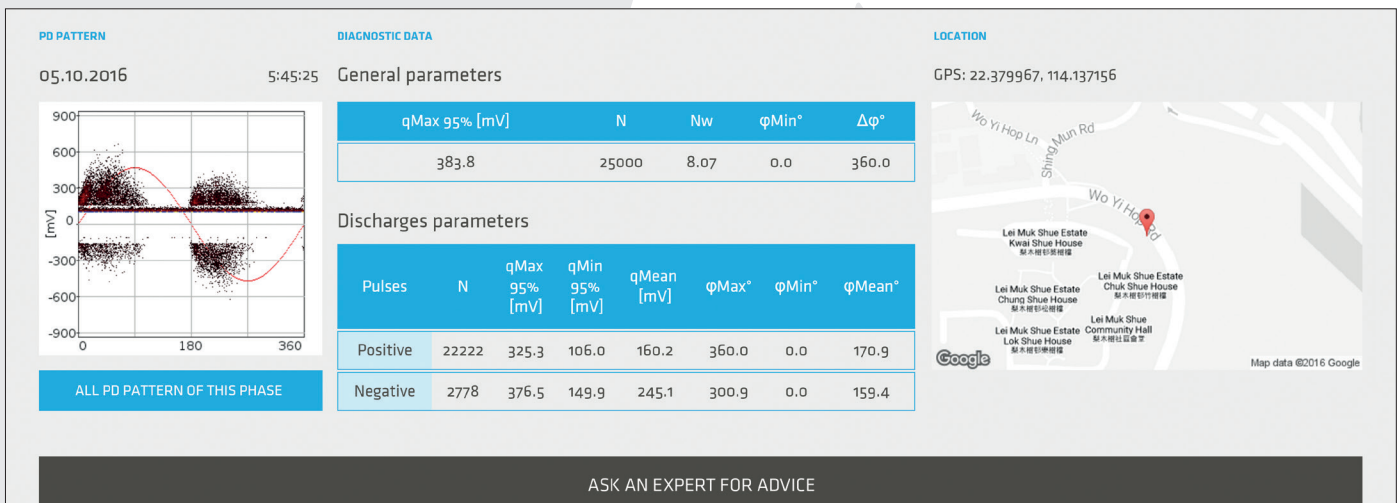 PD PATTERN
05.10.2016 5:45:25
900
600
300
0
-300
-600
-900
[mV]
0 180 360
ALL PD PATTERN OF THIS PHASE
DIAGNOSTIC DATA
General parameters
qMax 95% [mV] N Nw φMin° Δφ°
383.8 25000 8.07 0.0 360.0
Discharges parameters
Pulses N qMax 95% [mV] qMin 95% [mV] qMean [mV] φMax° φMin° φMean°
Positive 22222 325.3 106.0 160.2 360.0 0.0 170.9
Negative 2778 376.5 149.9 245.1 300.9 0.0 159.4
LOCATION
GPS: 22.379967, 114.137156
Wo Yi Hop Ln
Shing Mun Rd
Wo Yi Hop Rd
Lei Muk Shue Estate
Kwai Shue House
Lei Muk Shue Estate
Chuk Shue House
Lei Muk Shue Estate
Chung Shue House
Lei Muk Shue
Community Hall
Lei Muk Shue Estate
Lok Shue House
Google
Map data ©2016 Google
ASK AN EXPERT FOR ADVICE